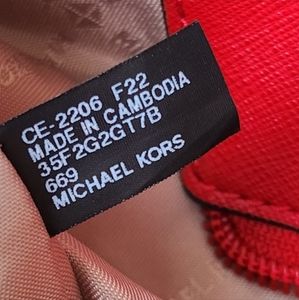 CE-2206 F22
MADE IN CAMBODIA
35F2G2GT7B
669
MICHAEL KORS